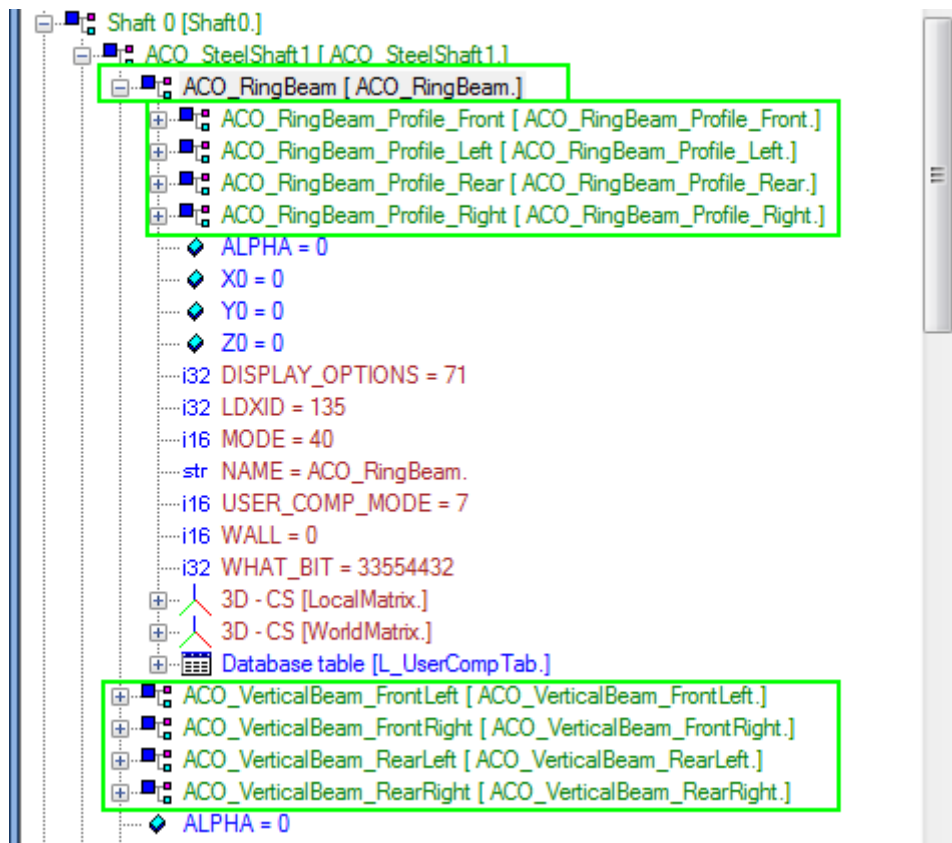 Shaft 0 [Shaft0.]
ACO_SteelShaft1 [ ACO_SteelShaft1.]
ACO_RingBeam [ ACO_RingBeam.]
ACO_RingBeam_Profile_Front [ ACO_RingBeam_Profile_Front.]
ACO_RingBeam_Profile_Left [ ACO_RingBeam_Profile_Left.]
ACO_RingBeam_Profile_Rear [ ACO_RingBeam_Profile_Rear.]
ACO_RingBeam_Profile_Right [ ACO_RingBeam_Profile_Right.]
ALPHA = 0
X0 = 0
Y0 = 0
Z0 = 0
i32 DISPLAY_OPTIONS = 71
i32 LDXID = 135
i16 MODE = 40
str NAME = ACO_RingBeam.
i16 USER_COMP_MODE = 7
i16 WALL = 0
i32 WHAT_BIT = 33554432
3D - CS [LocalMatrix.]
3D - CS [WorldMatrix.]
Database table [L_UserCompTab.]
ACO_VerticalBeam_FrontLeft [ ACO_VerticalBeam_FrontLeft.]
ACO_VerticalBeam_FrontRight [ ACO_VerticalBeam_FrontRight.]
ACO_VerticalBeam_RearLeft [ ACO_VerticalBeam_RearLeft.]
ACO_VerticalBeam_RearRight [ ACO_VerticalBeam_RearRight.]
ALPHA = 0